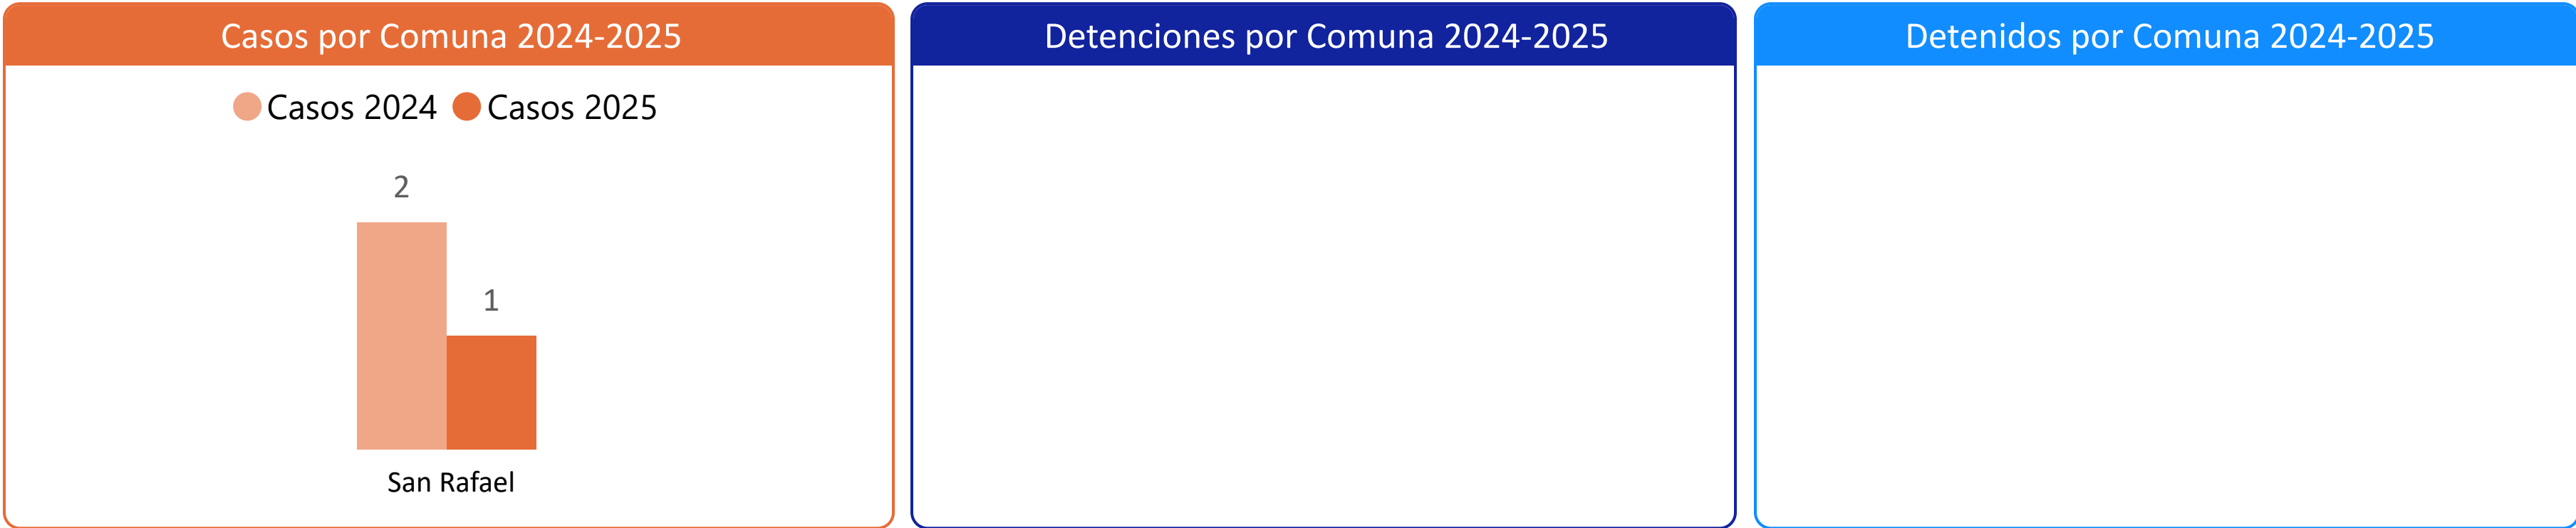 Casos por Comuna 2024-2025
Casos 2024 Casos 2025
2
1
San Rafael
Detenciones por Comuna 2024-2025
Detenidos por Comuna 2024-2025